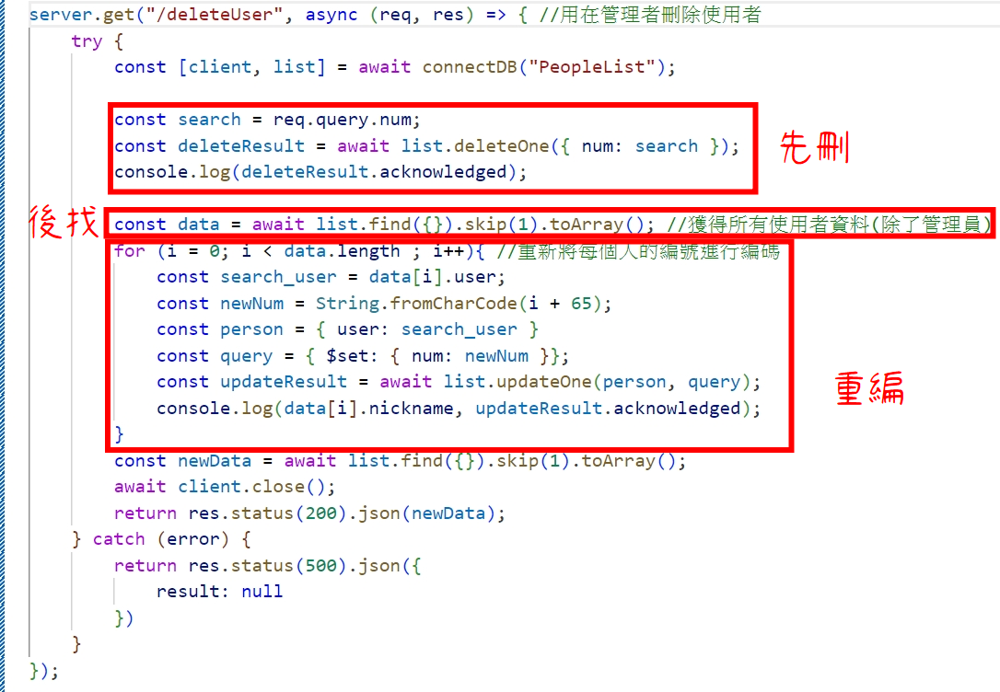 server.get("/deleteUser", async (req, res) => { //用在管理者刪除使用者
try {
const [client, list] = await connectDB("PeopleList");
const search = req.query.num;
const deleteResult = await list.deleteOne({ num: search });
console.log(deleteResult.acknowledged);
先刪
後找
const data = await list.find({}).skip(1).toArray(); //獲得所有使用者資料(除了管理員)
for (i = 0; i < data.length ; i++){ //重新將每個人的編號進行編碼
const search_user = data[i].user;
const newNum = String.fromCharCode(i + 65);
const person = { user: search_user }
const query = { $set: { num: newNum }};
const updateResult = await list.updateOne(person, query);
console.log(data[i].nickname, updateResult.acknowledged);
}
重編
const newData = await list.find({}).skip(1).toArray();
await client.close();
return res.status(200).json(newData);
} catch (error) {
return res.status(500).json({
result: null
})
}
});